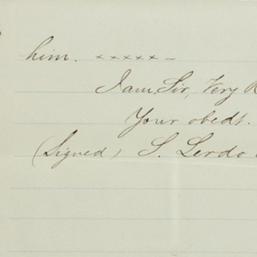 him. ×××××–
I am Sir, Very R
Your obedt.
(Signed) S. Lerdo